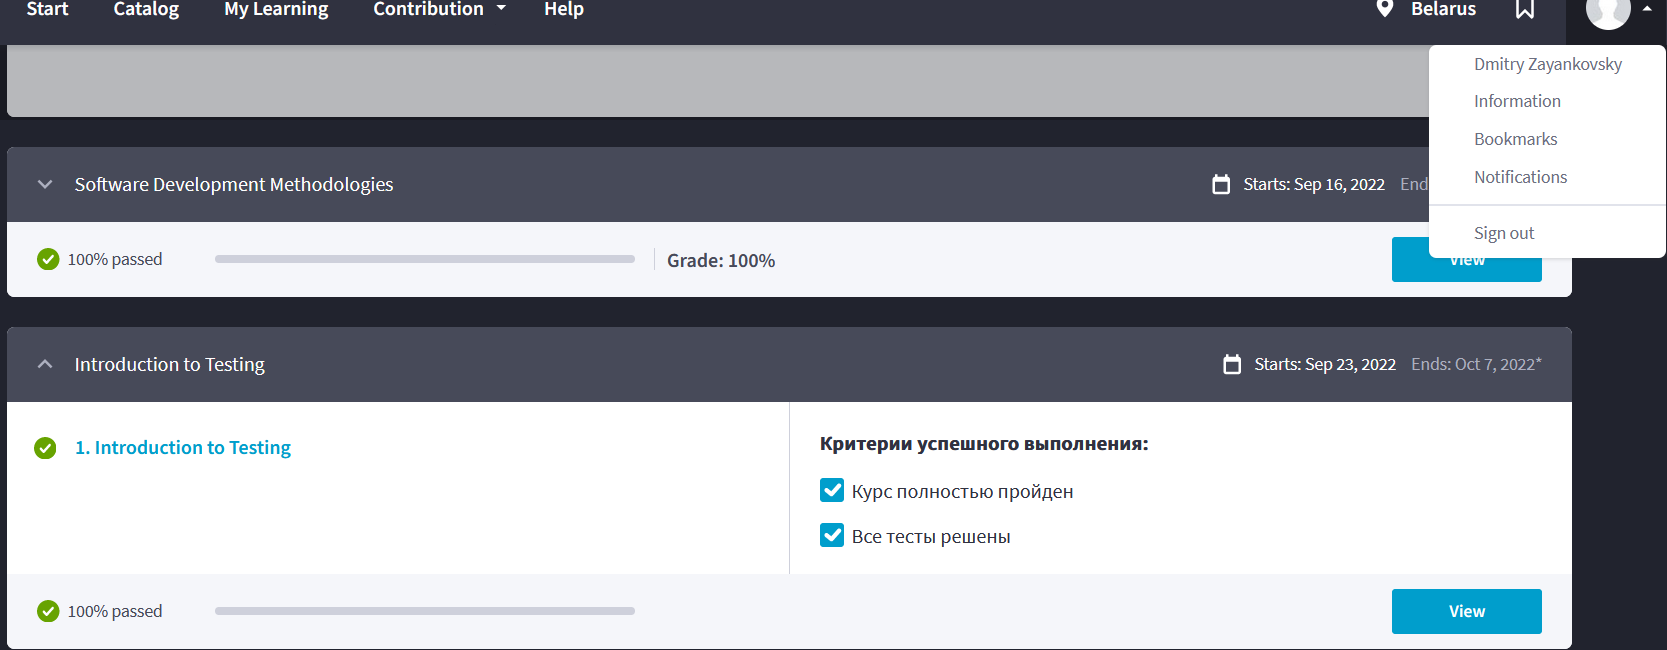 Start Catalog My Learning Contribution Help Belarus
Dmitry Zayankovsky
Information
Bookmarks
Notifications
Sign out
Software Development Methodologies Starts: Sep 16, 2022 End
100% passed Grade: 100% View
Introduction to Testing Starts: Sep 23, 2022 Ends: Oct 7, 2022*
1. Introduction to Testing
Критерии успешного выполнения:
Курс полностью пройден
Все тесты решены
100% passed View